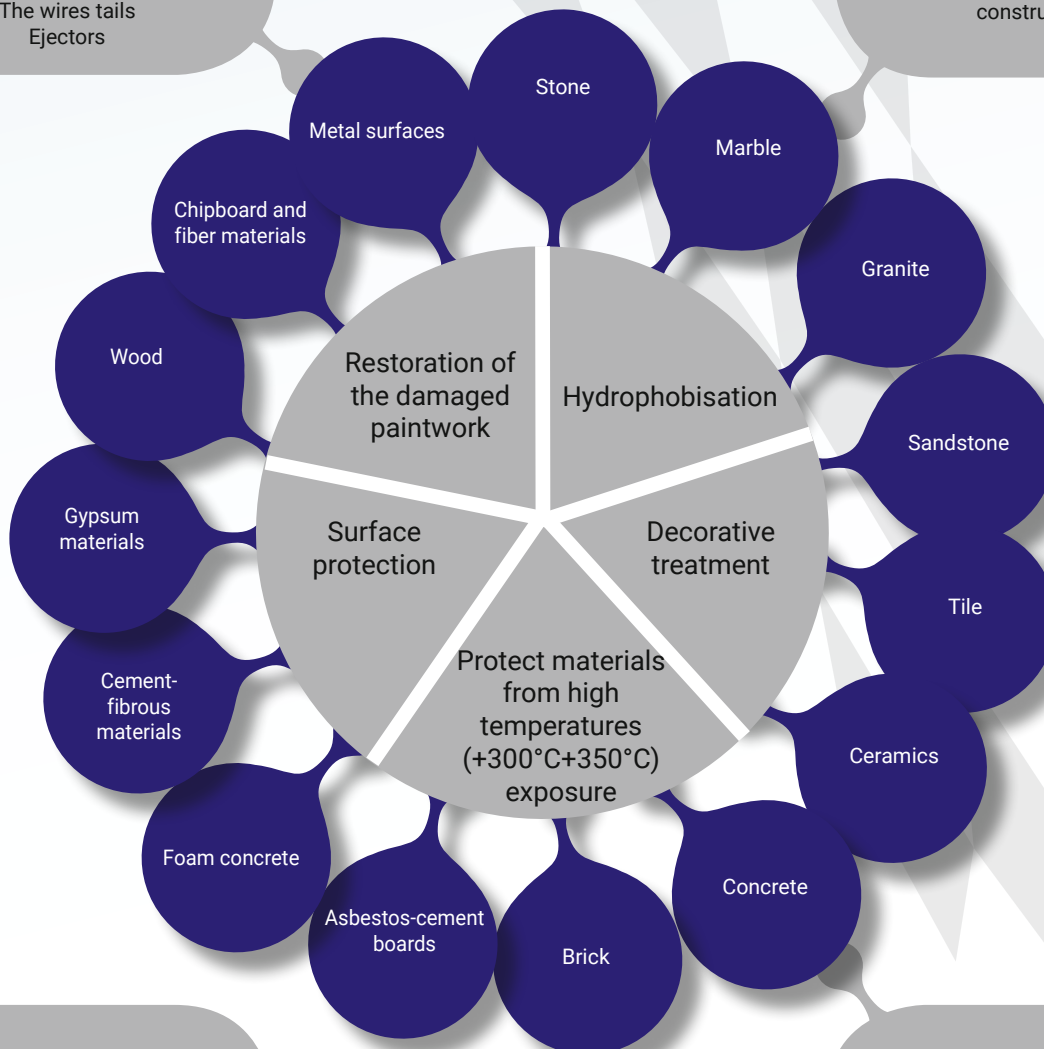 The wires tails
Ejectors
constru
Stone
Metal surfaces
Marble
Chipboard and
fiber materials
Granite
Wood
Restoration of
the damaged
paintwork
Hydrophobisation
Sandstone
Gypsum
materials
Surface
protection
Decorative
treatment
Tile
Protect materials
from high
temperatures
(+300°C+350°C)
exposure
Cement-
fibrous
materials
Ceramics
Foam concrete
Concrete
Asbestos-cement
boards
Brick